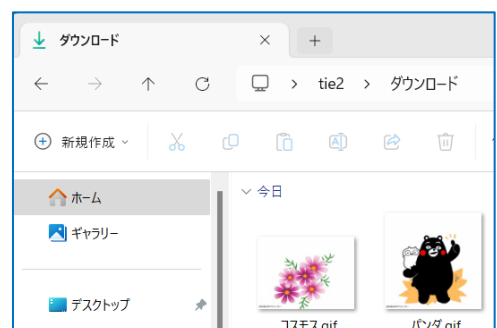 ダウンロード
tie2 > ダウンロード
新規作成
ホーム
今日
ギャラリー
デスクトップ
コスモス.gif
パンダ.gif